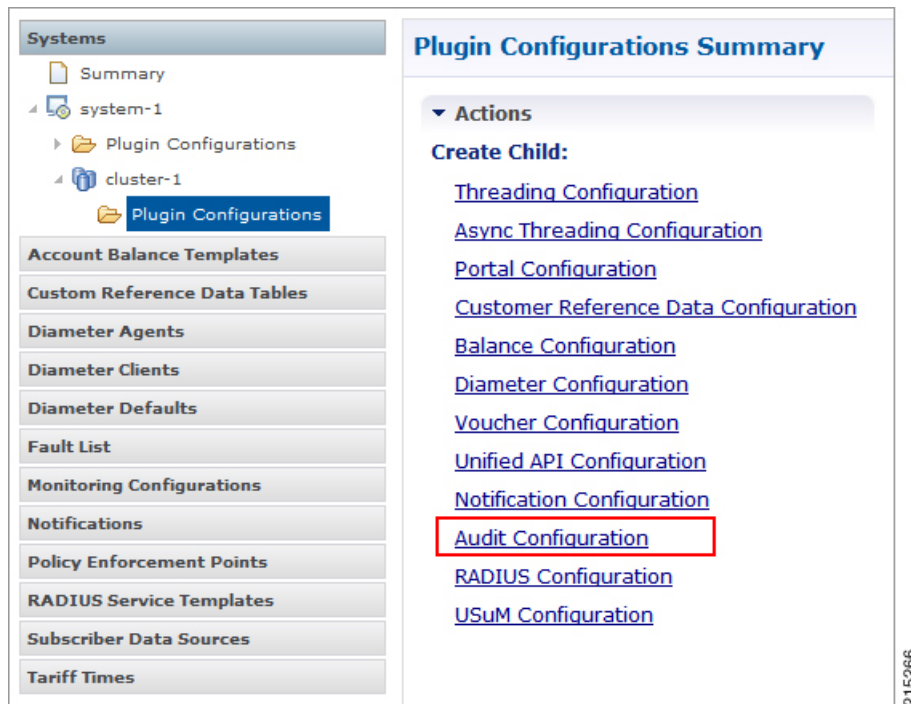 Systems
Summary
system-1
Plugin Configurations
cluster-1
Plugin Configurations
Account Balance Templates
Custom Reference Data Tables
Diameter Agents
Diameter Clients
Diameter Defaults
Fault List
Monitoring Configurations
Notifications
Policy Enforcement Points
RADIUS Service Templates
Subscriber Data Sources
Tariff Times
Plugin Configurations Summary
Actions
Create Child:
Threading Configuration
Async Threading Configuration
Portal Configuration
Customer Reference Data Configuration
Balance Configuration
Diameter Configuration
Voucher Configuration
Unified API Configuration
Notification Configuration
Audit Configuration
RADIUS Configuration
USuM Configuration